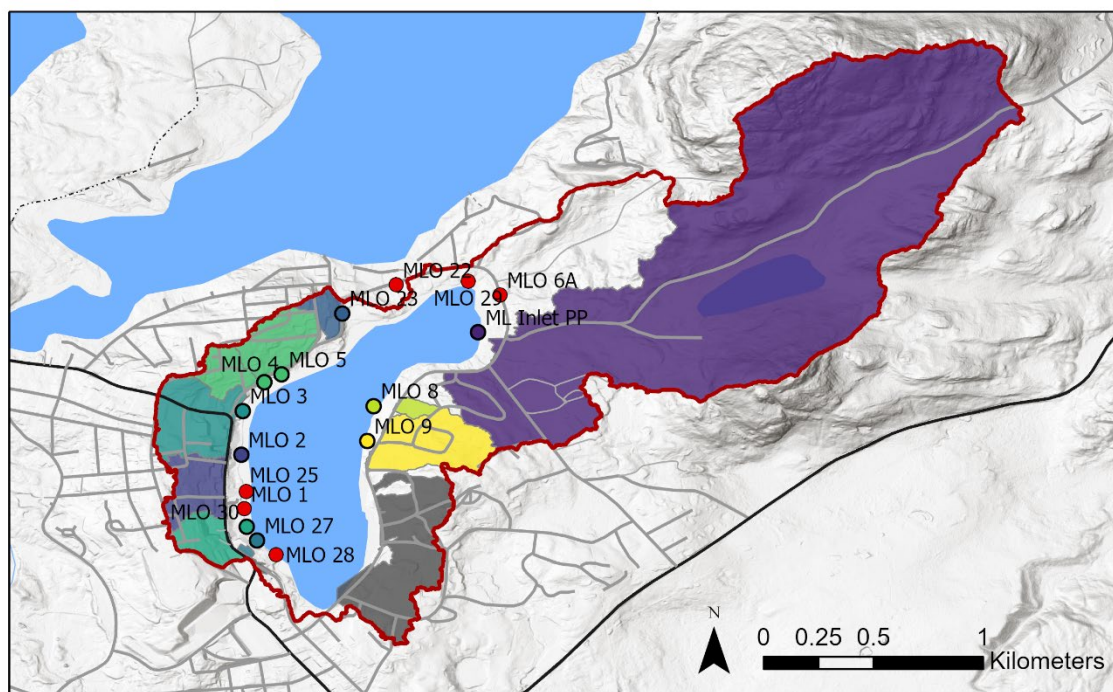 MLO 22
MLO 6A
MLO 29
MLO 23
ML Inlet PP
MLO 5
MLO 4
MLO 3
MLO 8
MLO 9
MLO 2
MLO 25
MLO 1
MLO 30
MLO 27
MLO 28
N
0 0.25 0.5 1
Kilometers